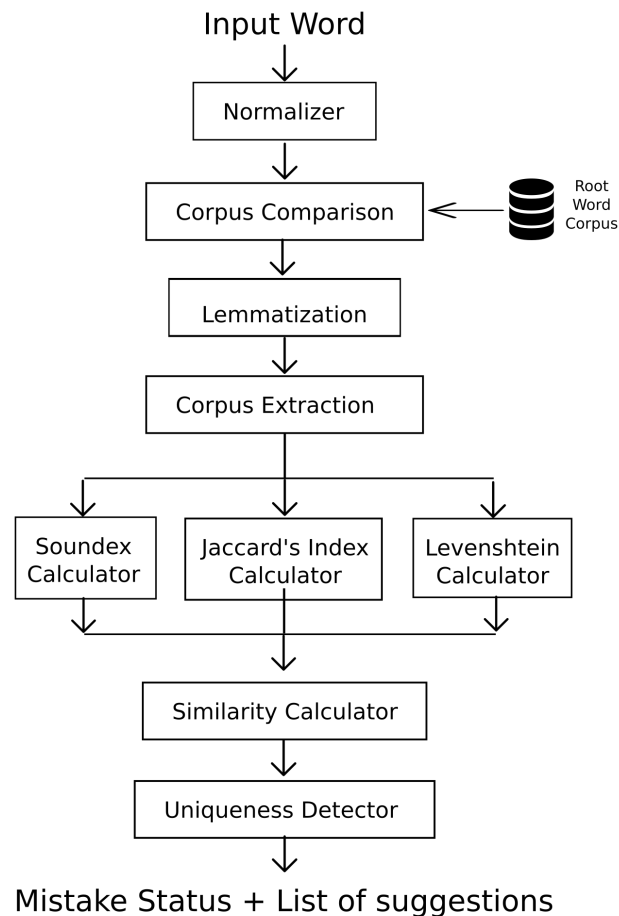 Input Word
Normalizer
Corpus Comparison
Root
Word
Corpus
Lemmatization
Corpus Extraction
Soundex
Calculator
Jaccard's Index
Calculator
Levenshtein
Calculator
Similarity Calculator
Uniqueness Detector
Mistake Status + List of suggestions